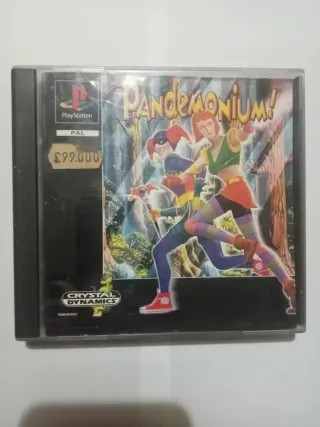 PlayStation
PAL
£99.000
PANDEMONIUM!
CRYSTAL
DYNAMICS